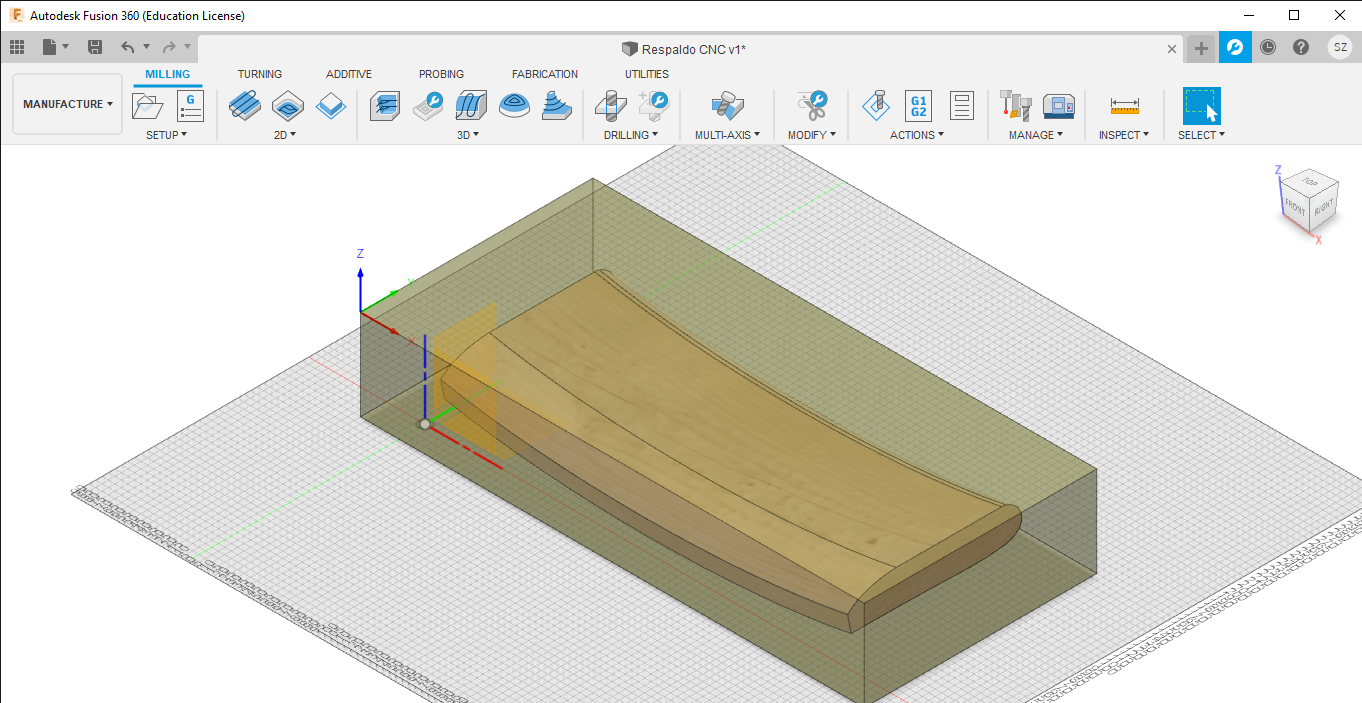 Autodesk Fusion 360 (Education License)
Respaldo CNC v1*
SZ
MILLING TURNING ADDITIVE PROBING FABRICATION UTILITIES
MANUFACTURE
G
G1
G2
SETUP 2D 3D DRILLING MULTI-AXIS MODIFY ACTIONS MANAGE INSPECT SELECT
Z
TOP
FRONT
RIGHT
X
Z
Y
X